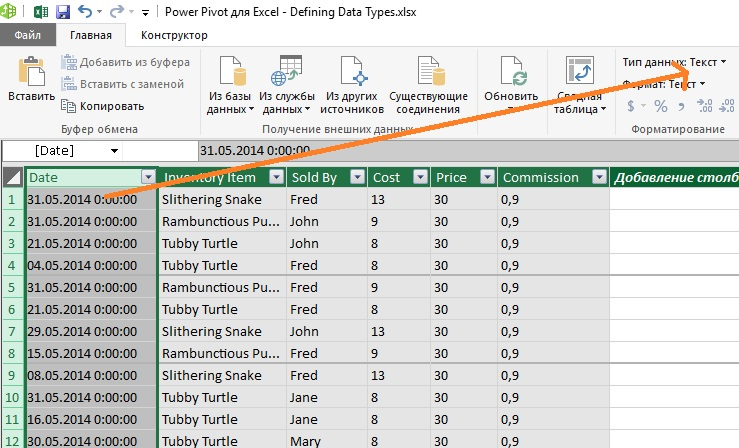 Power Pivot для Excel - Defining Data Types.xlsx
Файл Главная Конструктор
Вставить
Добавить из буфера
Вставить с заменой
Копировать
Буфер обмена
Из базы данных
Из службы данных
Из других источников
Существующие соединения
Получение внешних данных
Обновить
Сводная таблица
Тип данных: Текст
Формат: Текст
$ % ,
Форматирование
[Date] 31.05.2014 0:00:00
Date Inventory Item Sold By Cost Price Commission Добавление столб
1 31.05.2014 0:00:00 Slithering Snake Fred 13 30 0,9
2 31.05.2014 0:00:00 Rambunctious Pu... John 9 30 0,9
3 21.05.2014 0:00:00 Tubby Turtle John 8 30 0,9
4 04.05.2014 0:00:00 Tubby Turtle Fred 8 30 0,9
5 31.05.2014 0:00:00 Rambunctious Pu... Fred 9 30 0,9
6 21.05.2014 0:00:00 Tubby Turtle Fred 8 30 0,9
7 29.05.2014 0:00:00 Slithering Snake John 13 30 0,9
8 15.05.2014 0:00:00 Rambunctious Pu... Fred 9 30 0,9
9 08.05.2014 0:00:00 Slithering Snake Fred 13 30 0,9
10 31.05.2014 0:00:00 Tubby Turtle Jane 8 30 0,9
11 16.05.2014 0:00:00 Tubby Turtle Jane 8 30 0,9
12 30.05.2014 0:00:00 Tubby Turtle Mary 8 30 0,9